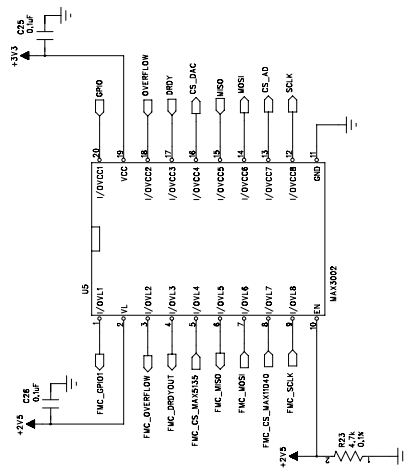 C25
0,1uF
+3V3
GPIO
OVERFLOW
DRDY
CS_DAC
MISO
MOSI
CS_AD
SCLK
20
19
18
17
16
15
14
13
12
11
I/OVCC1
VCC
I/OVCC2
I/OVCC3
I/OVCC4
I/OVCC5
I/OVCC6
I/OVCC7
I/OVCC8
GND
U5
MAX3002
I/OVL1
VL
I/OVL2
I/OVL3
I/OVL4
I/OVL5
I/OVL6
I/OVL7
I/OVL8
EN
1
2
3
4
5
6
7
8
9
10
FMC_GPIO1
FMC_OVERFLOW
FMC_DRDYOUT
FMC_CS_MAX5135
FMC_MISO
FMC_MOSI
FMC_CS_MAX11040
FMC_SCLK
C26
0,1uF
+2V5
+2V5
R23
4,7k
0,1%
2
1